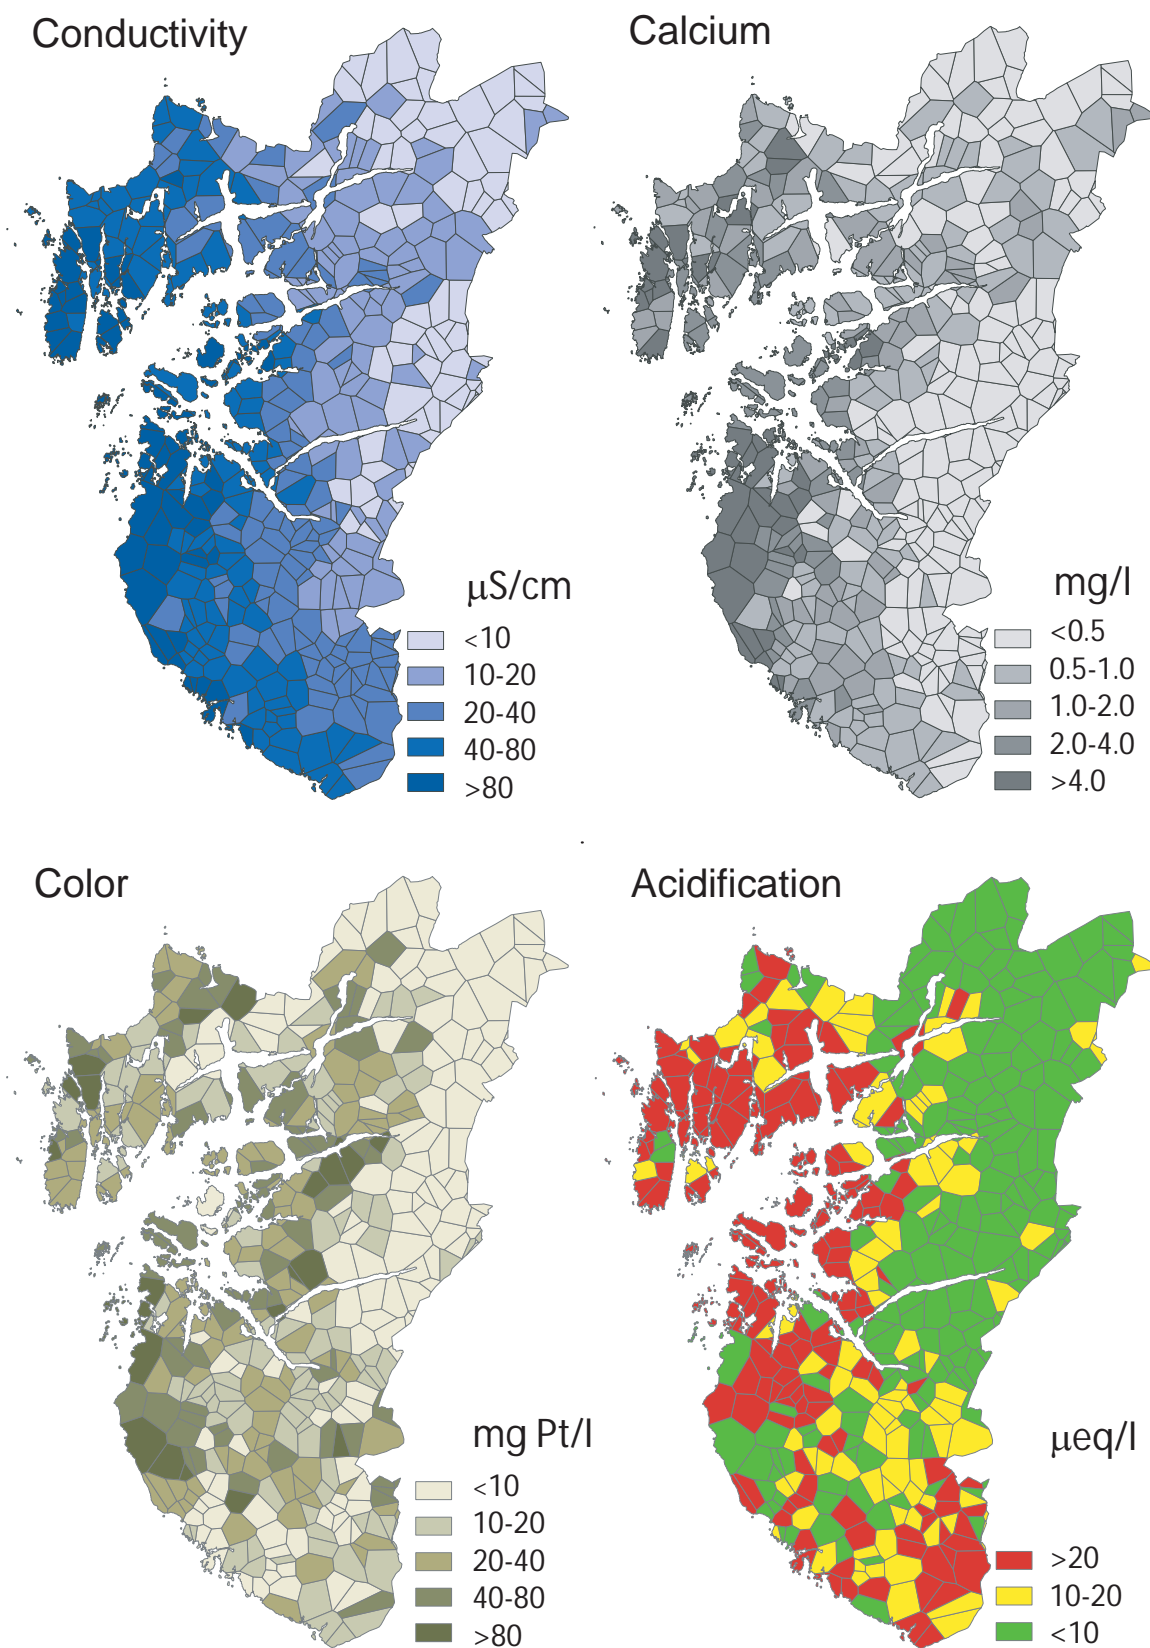 Conductivity
μS/cm
<10
10-20
20-40
40-80
>80
Calcium
mg/l
<0.5
0.5-1.0
1.0-2.0
2.0-4.0
>4.0
Color
mg Pt/l
<10
10-20
20-40
40-80
>80
Acidification
μeq/l
>20
10-20
<10